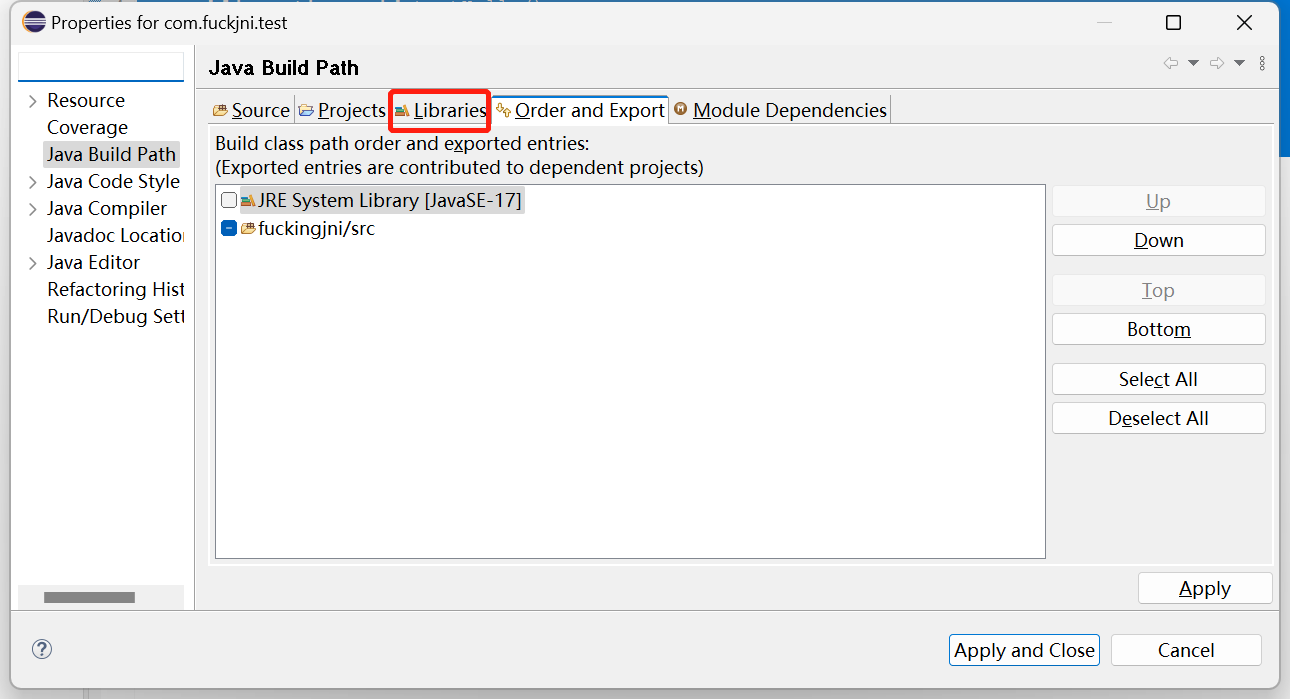 Properties for com.fuckjni.test
Java Build Path
Resource
Coverage
Java Build Path
Java Code Style
Java Compiler
Javadoc Location
Java Editor
Refactoring Hist
Run/Debug Sett
Source Projects Libraries Order and Export Module Dependencies
Build class path order and exported entries:
(Exported entries are contributed to dependent projects)
JRE System Library [JavaSE-17]
fuckingjni/src
Up
Down
Top
Bottom
Select All
Deselect All
Apply
Apply and Close
Cancel